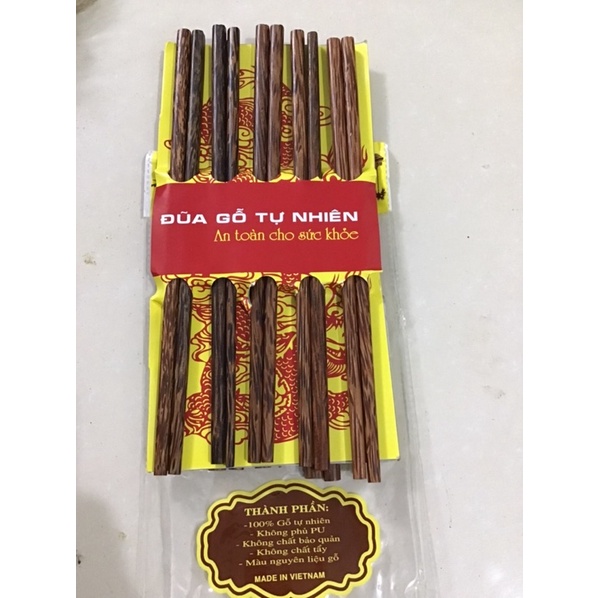 ĐŨA GỖ TỰ NHIÊN
An toàn cho sức khỏe
THÀNH PHẦN:
-100% Gỗ tự nhiên
- Không phủ PU
- Không chất bảo quản
- Không chất tẩy
- Màu nguyên liệu gỗ
MADE IN VIETNAM